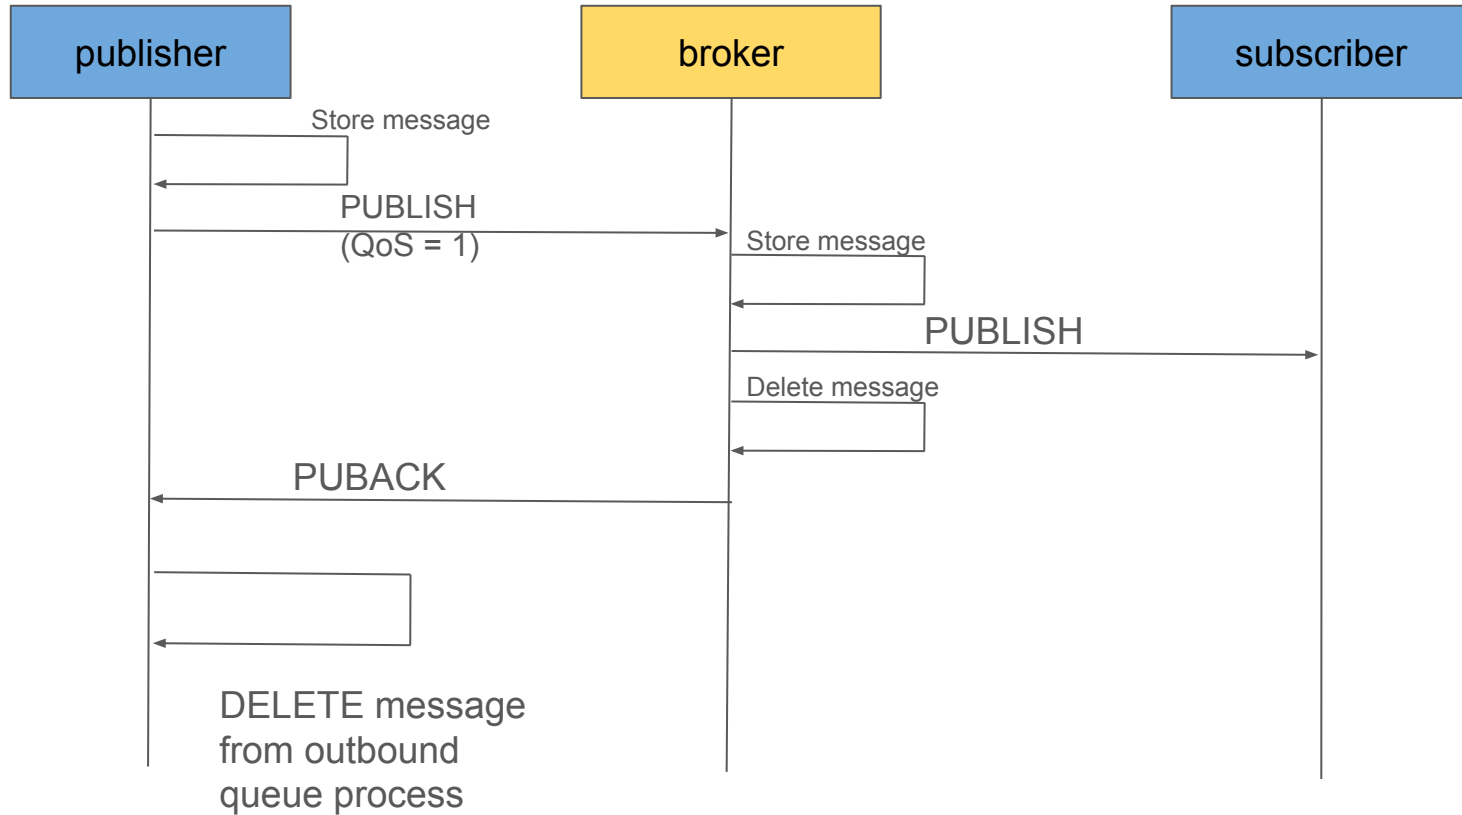 publisher
broker
subscriber
Store message
PUBLISH
(QoS = 1)
Store message
PUBLISH
Delete message
PUBACK
DELETE message
from outbound
queue process